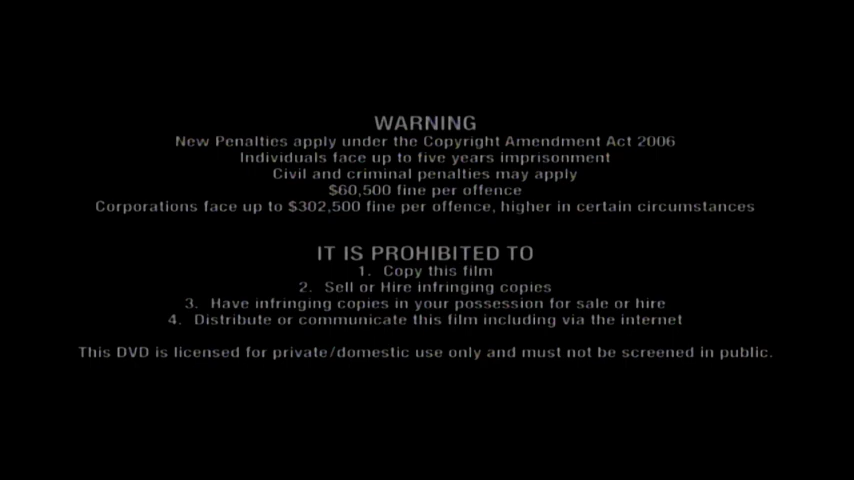 WARNING
New Penalties apply under the Copyright Amendment Act 2006
Individuals face up to five years imprisonment
Civil and criminal penalties may apply
$60,500 fine per offence
Corporations face up to $302,500 fine per offence, higher in certain circumstances
IT IS PROHIBITED TO
1. Copy this film
2. Sell or Hire infringing copies
3. Have infringing copies in your possession for sale or hire
4. Distribute or communicate this film including via the internet
This DVD is licensed for private/domestic use only and must not be screened in public.